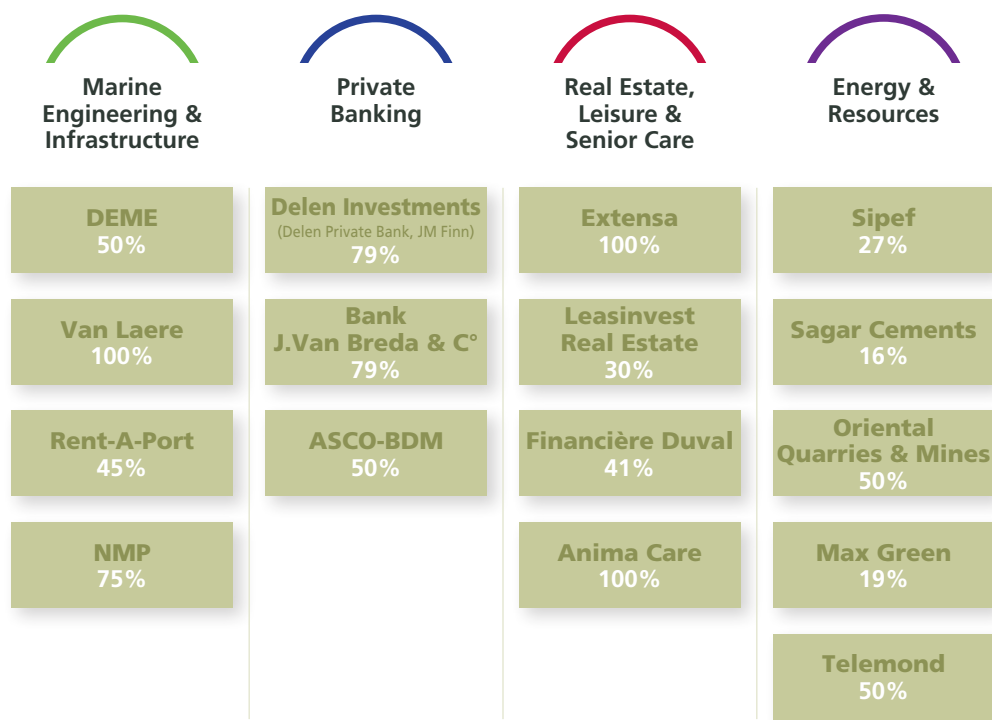 Marine
Engineering &
Infrastructure
DEME
50%
Van Laere
100%
Rent-A-Port
45%
NMP
75%
Private
Banking
Delen Investments
(Delen Private Bank, JM Finn)
79%
Bank
J.Van Breda & C°
79%
ASCO-BDM
50%
Real Estate,
Leisure &
Senior Care
Extensa
100%
Leasinvest
Real Estate
30%
Financière Duval
41%
Anima Care
100%
Energy &
Resources
Sipef
27%
Sagar Cements
16%
Oriental
Quarries & Mines
50%
Max Green
19%
Telemond
50%